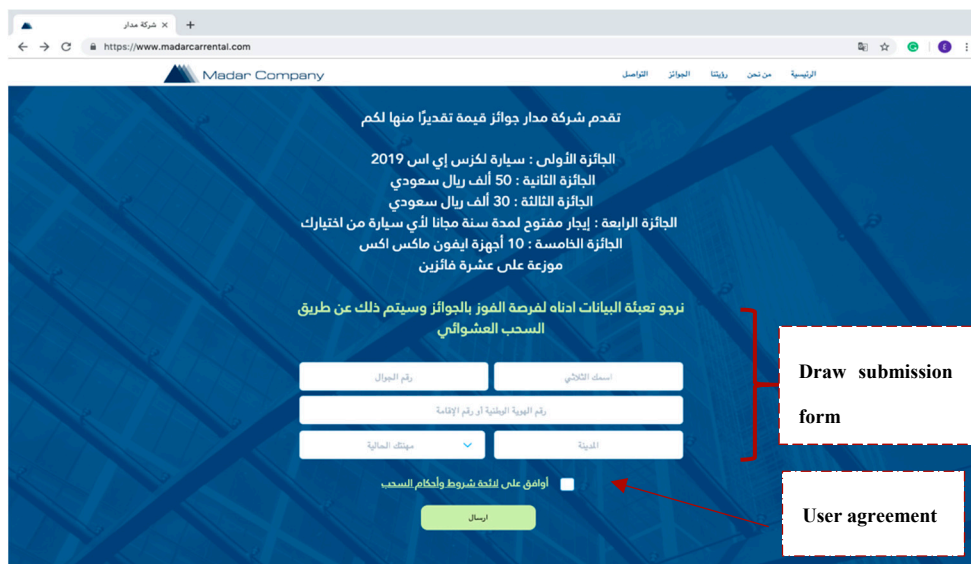 شركة مدار
https://www.madarcarrental.com
Madar Company
الرئيسية من نحن رؤيتنا الجوائز التواصل
تقدم شركة مدار جوائز قيمة تقديرًا منها لكم
الجائزة الأولى : سيارة لكزس إي اس 2019
الجائزة الثانية : 50 ألف ريال سعودي
الجائزة الثالثة : 30 ألف ريال سعودي
الجائزة الرابعة : إيجار مفتوح لمدة سنة مجانا لأي سيارة من اختيارك
الجائزة الخامسة : 10 أجهزة ايفون ماكس اكس
موزعة على عشرة فائزين
نرجو تعبئة البيانات ادناه لفرصة الفوز بالجوائز وسيتم ذلك عن طريق
السحب العشوائي
اسمك الثلاثي رقم الجوال
رقم الهوية الوطنية أو رقم الإقامة
المدينة مهنتك الحالية
أوافق على لائحة شروط وأحكام السحب
ارسال
Draw submission
form
User agreement